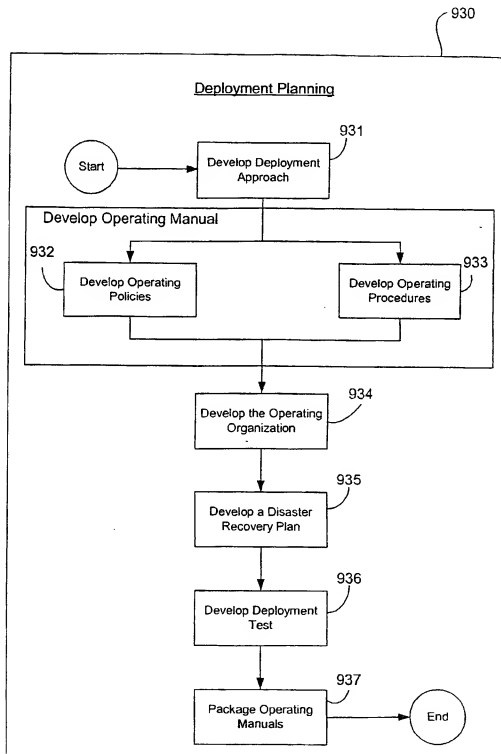 930
Deployment Planning
931
Start
Develop Deployment
Approach
Develop Operating Manual
932
Develop Operating
Policies
933
Develop Operating
Procedures
934
Develop the Operating
Organization
935
Develop a Disaster
Recovery Plan
936
Develop Deployment
Test
937
Package Operating
Manuals
End